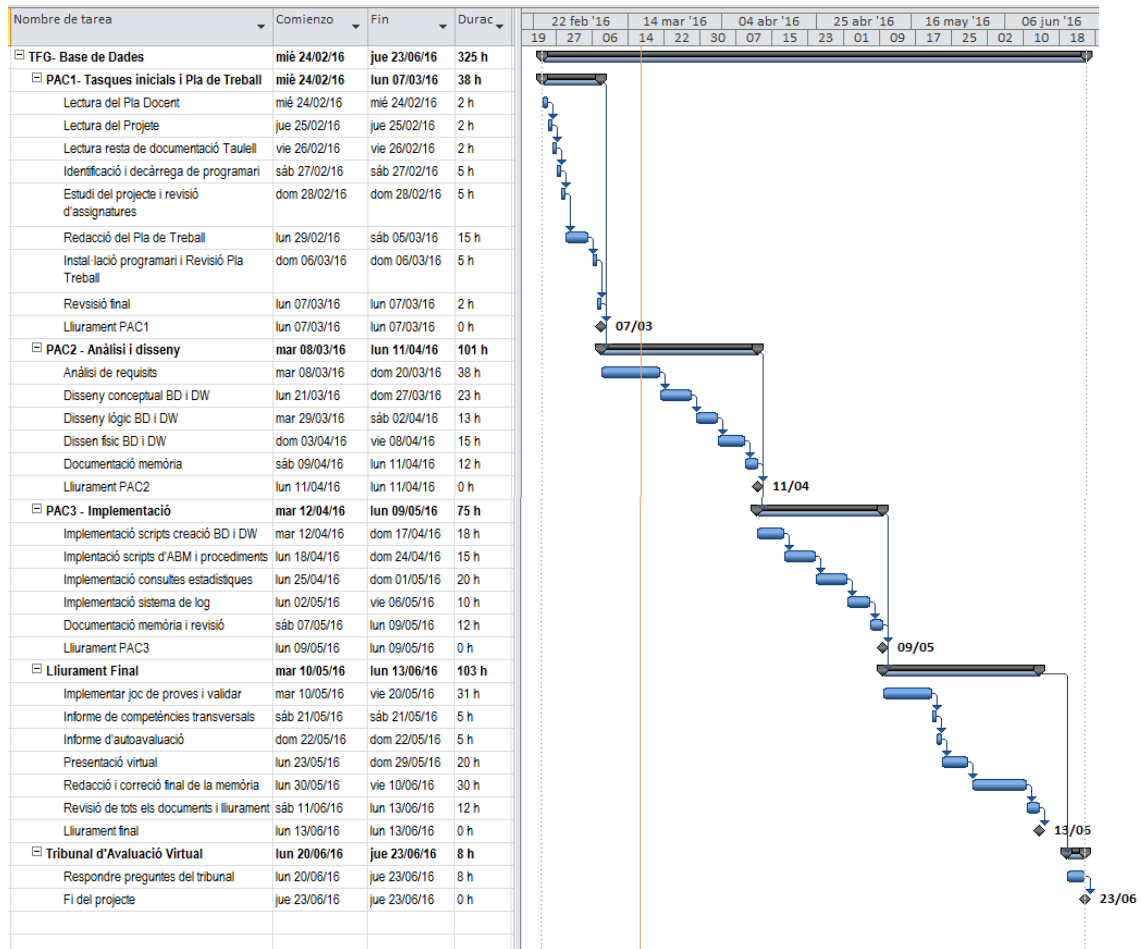 Nombre de tarea Comienzo Fin Durac 22 feb '16 14 mar '16 04 abr '16 25 abr '16 16 may '16 06 jun '16
19 27 06 14 22 30 07 15 23 01 09 17 25 02 10 18
TFG- Base de Dades mié 24/02/16 jue 23/06/16 325 h
PAC1- Tasques inicials i Pla de Treball mié 24/02/16 lun 07/03/16 38 h
Lectura del Pla Docent mié 24/02/16 mié 24/02/16 2 h
Lectura del Projete jue 25/02/16 jue 25/02/16 2 h
Lectura resta de documentació Taulell vie 26/02/16 vie 26/02/16 2 h
Identificació i decàrrega de programari sáb 27/02/16 sáb 27/02/16 5 h
Estudi del projecte i revisió dom 28/02/16 dom 28/02/16 5 h
d'assignatures
Redacció del Pla de Treball lun 29/02/16 sáb 05/03/16 15 h
Instal·lació programari i Revisió Pla dom 06/03/16 dom 06/03/16 5 h
Treball
Revsisió final lun 07/03/16 lun 07/03/16 2 h
Lliurament PAC1 lun 07/03/16 lun 07/03/16 0 h 07/03
PAC2 - Anàlisi i disseny mar 08/03/16 lun 11/04/16 101 h
Anàlisi de requisits mar 08/03/16 dom 20/03/16 38 h
Disseny conceptual BD i DW lun 21/03/16 dom 27/03/16 23 h
Disseny lògic BD i DW mar 29/03/16 sáb 02/04/16 13 h
Dissen físic BD i DW dom 03/04/16 vie 08/04/16 15 h
Documentació memòria sáb 09/04/16 lun 11/04/16 12 h
Lliurament PAC2 lun 11/04/16 lun 11/04/16 0 h 11/04
PAC3 - Implementació mar 12/04/16 lun 09/05/16 75 h
Implementació scripts creació BD i DW mar 12/04/16 dom 17/04/16 18 h
Implentació scripts d'ABM i procediments lun 18/04/16 dom 24/04/16 15 h
Implementació consultes estadístiques lun 25/04/16 dom 01/05/16 20 h
Implementació sistema de log lun 02/05/16 vie 06/05/16 10 h
Documentació memòria i revisió sáb 07/05/16 lun 09/05/16 12 h
Lliurament PAC3 lun 09/05/16 lun 09/05/16 0 h 09/05
Lliurament Final mar 10/05/16 lun 13/06/16 103 h
Implementar joc de proves i validar mar 10/05/16 vie 20/05/16 31 h
Informe de competències transversals sáb 21/05/16 sáb 21/05/16 5 h
Informe d'autoavaluació dom 22/05/16 dom 22/05/16 5 h
Presentació virtual lun 23/05/16 dom 29/05/16 20 h
Redacció i correció final de la memòria lun 30/05/16 vie 10/06/16 30 h
Revisió de tots els documents i lliurament sáb 11/06/16 lun 13/06/16 12 h
Lliurament final lun 13/06/16 lun 13/06/16 0 h 13/06
Tribunal d'Avaluació Virtual lun 20/06/16 jue 23/06/16 8 h
Respondre preguntes del tribunal lun 20/06/16 jue 23/06/16 8 h
Fi del projecte jue 23/06/16 jue 23/06/16 0 h 23/06